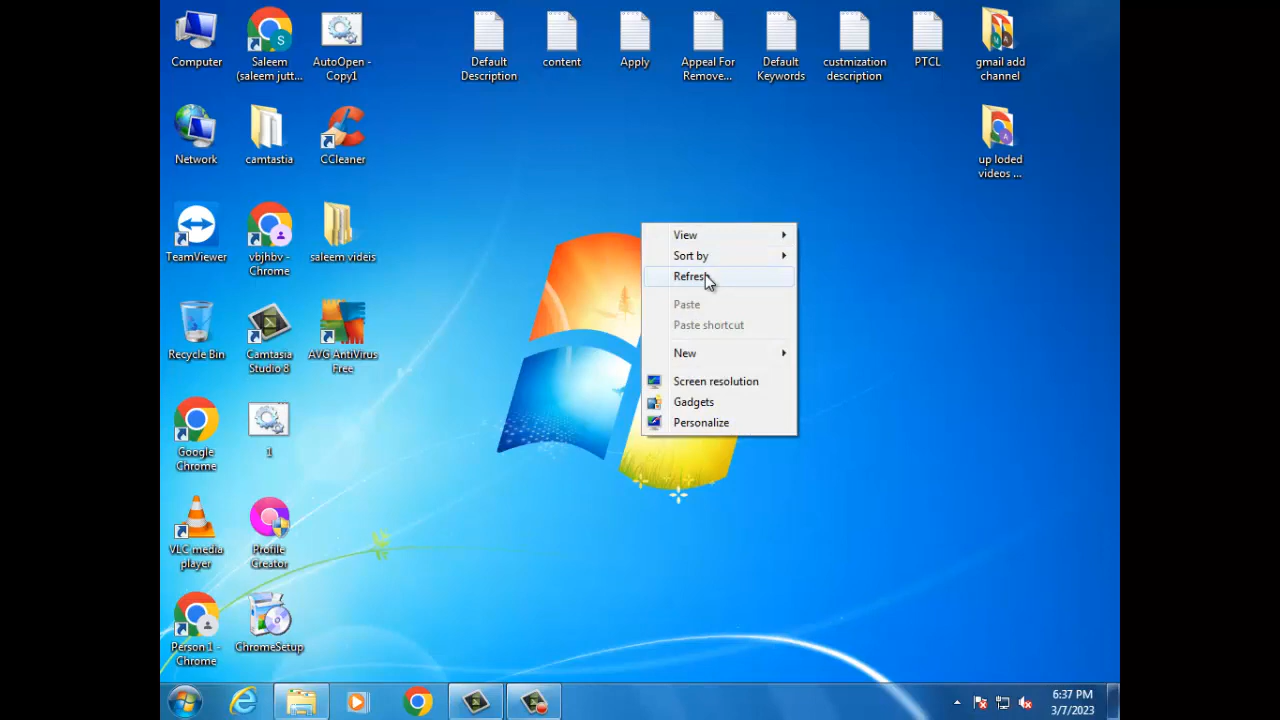 Computer
Saleem
(saleem jutt...
AutoOpen -
Copy1
Default
Description
content
Apply
Appeal For
Remove...
Default
Keywords
custmization
description
PTCL
gmail add
channel
Network
camtastia
CCleaner
up loded
videos ...
TeamViewer
vbjhbv -
Chrome
saleem videis
View
Sort by
Refresh
Paste
Paste shortcut
New
Screen resolution
Gadgets
Personalize
Recycle Bin
Camtasia
Studio 8
AVG AntiVirus
Free
Google
Chrome
1
VLC media
player
Profile
Creator
Person 1 -
Chrome
ChromeSetup
6:37 PM
3/7/2023